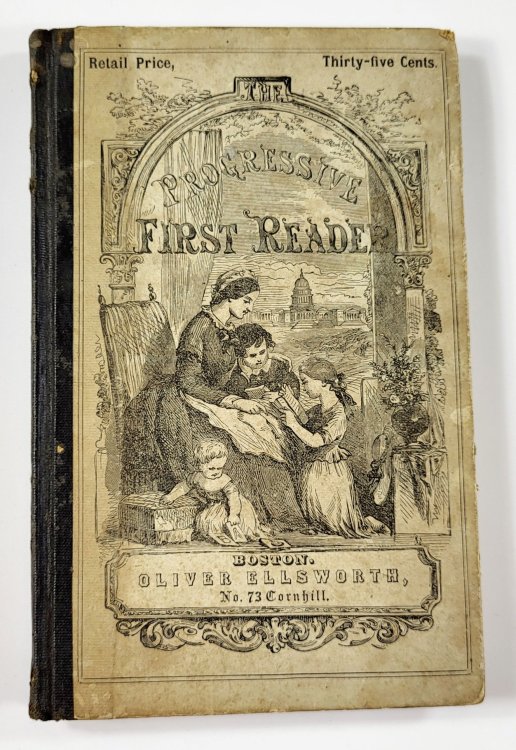 Retail Price, Thirty-five Cents.
THE
PROGRESSIVE
FIRST READER
BOSTON.
OLIVER ELLSWORTH,
No. 73 Cornhill.